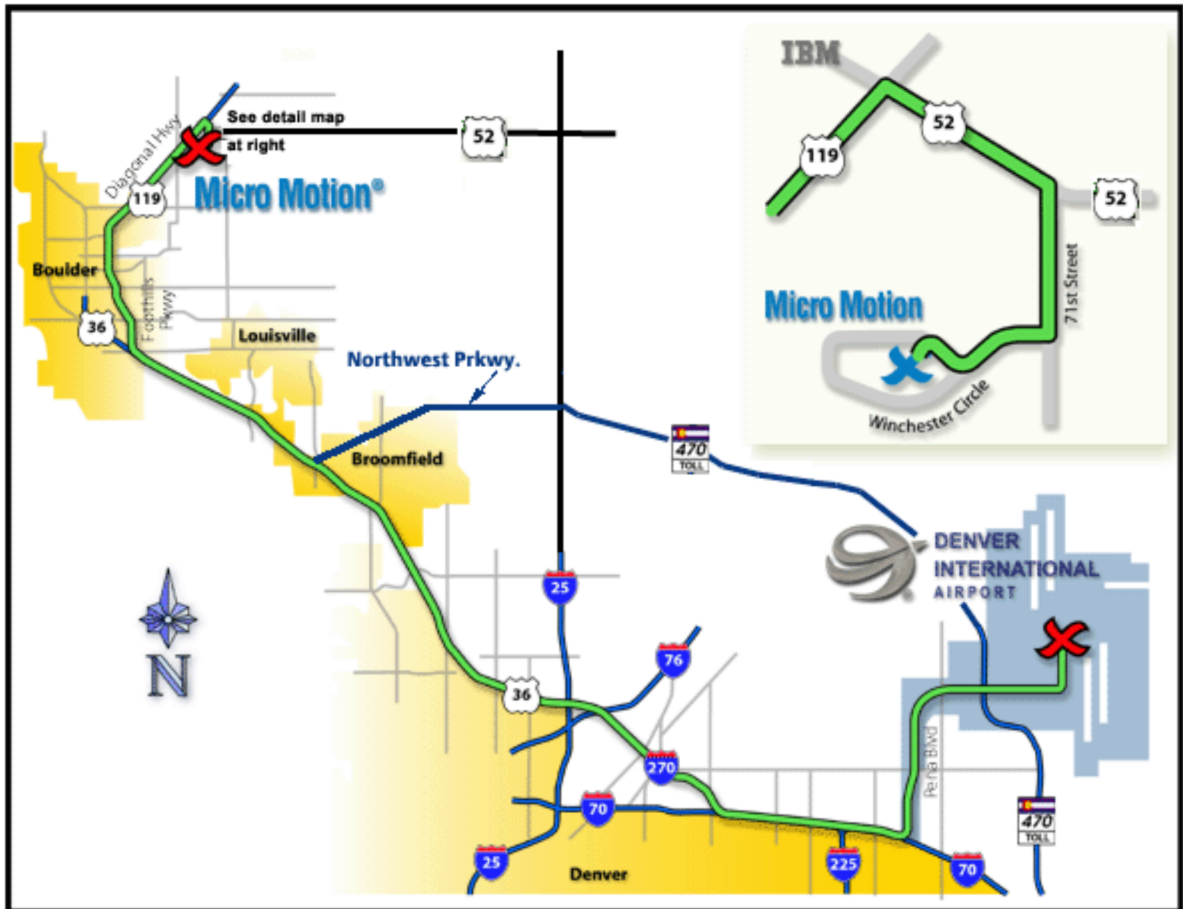 See detail map
at right
52
Diagonal Hwy
119
Micro Motion®
Boulder
Foothills
Pkwy
36
Louisville
Northwest Prkwy.
Broomfield
470
TOLL
DENVER
INTERNATIONAL
AIRPORT
25
76
36
270
Pena Blvd
70
470
TOLL
25
225
70
Denver
N
IBM
52
119
52
71st Street
Micro Motion
Winchester Circle